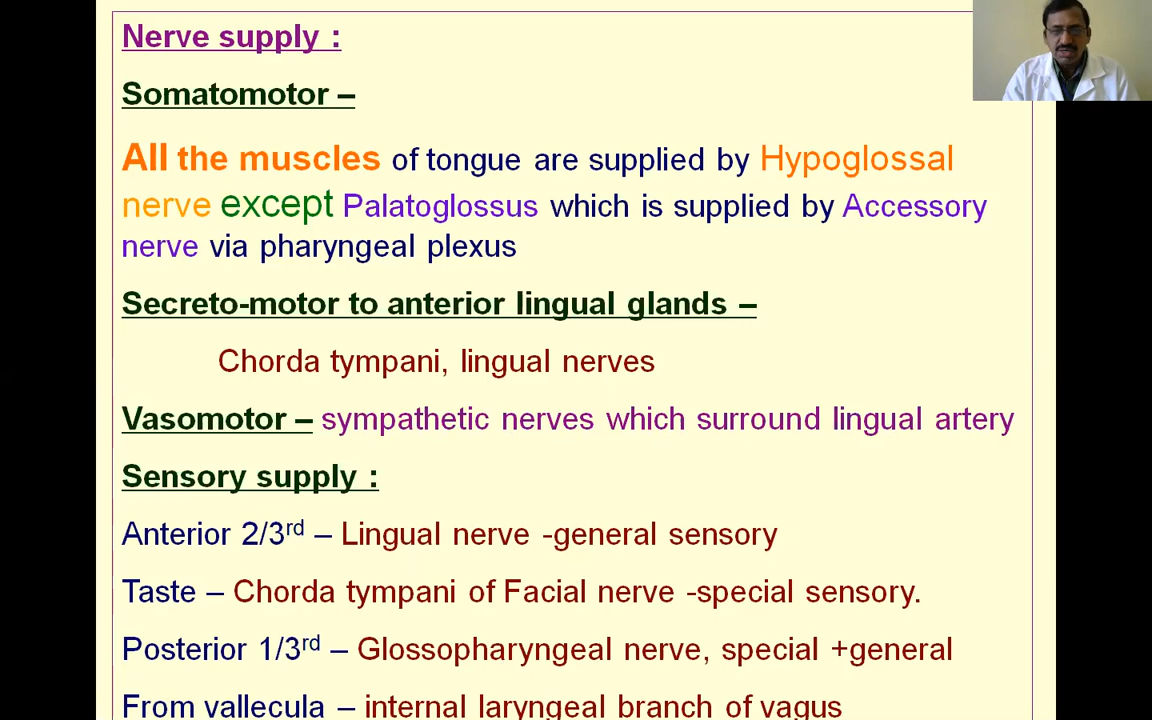 Nerve supply :
Somatomotor –
All the muscles of tongue are supplied by Hypoglossal
nerve except Palatoglossus which is supplied by Accessory
nerve via pharyngeal plexus
Secreto-motor to anterior lingual glands –
Chorda tympani, lingual nerves
Vasomotor – sympathetic nerves which surround lingual artery
Sensory supply :
Anterior 2/3rd – Lingual nerve -general sensory
Taste – Chorda tympani of Facial nerve -special sensory.
Posterior 1/3rd – Glossopharyngeal nerve, special +general
From vallecula – internal laryngeal branch of vagus